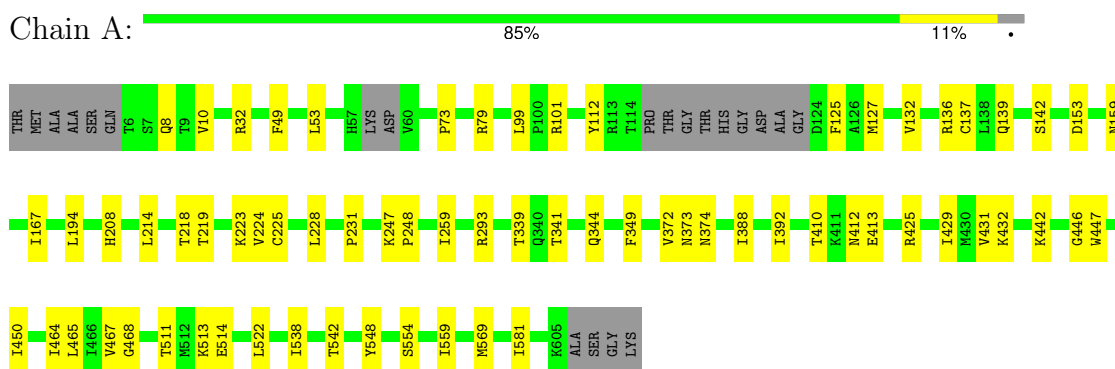 Chain A:
85% 11% •
THR MET ALA ALA SER GLN T6 S7 Q8 T9 V10 R32 F49 L53 H57 LYS ASP V60 P73 R79 L99 P100 R101 Y112 R113 T114 PRO THR GLY THR HIS GLY ASP ALA GLY D124 F125 A126 M127 V132 R136 C137 L138 Q139 S142 D153 N159
I167 L194 H208 L214 T218 T219 K223 V224 C225 L228 P231 K247 P248 I259 R293 T339 Q340 T341 Q344 F349 V372 N373 N374 I388 I392 T410 K411 N412 E413 R425 I429 M430 V431 K432 K442 G446 W447
I450 I464 L465 I466 V467 G468 T511 M512 K513 E514 L522 I538 T542 Y548 S554 I559 M569 I581 K605 ALA SER GLY LYS